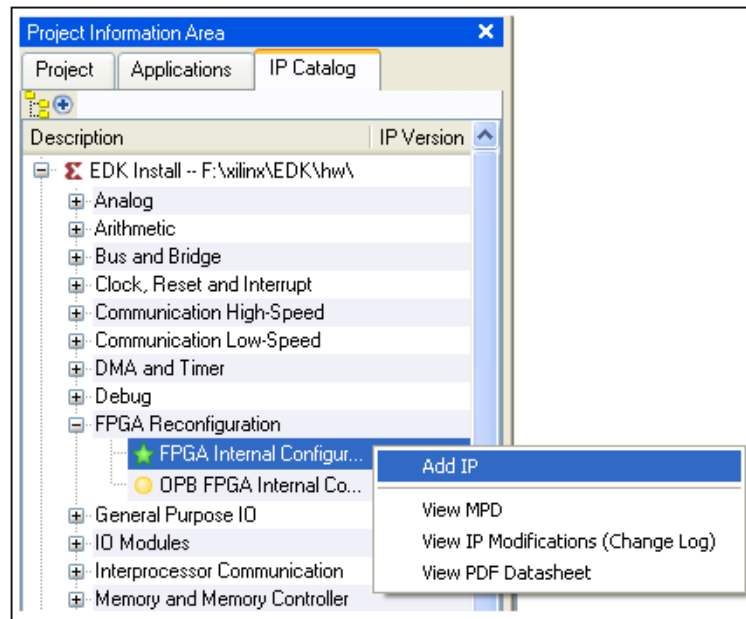 Project Information Area
Project Applications IP Catalog
Description IP Version
EDK Install -- F:\xilinx\EDK\hw\
Analog
Arithmetic
Bus and Bridge
Clock, Reset and Interrupt
Communication High-Speed
Communication Low-Speed
DMA and Timer
Debug
FPGA Reconfiguration
FPGA Internal Configur...
OPB FPGA Internal Co...
General Purpose IO
IO Modules
Interprocessor Communication
Memory and Memory Controller
Add IP
View MPD
View IP Modifications (Change Log)
View PDF Datasheet